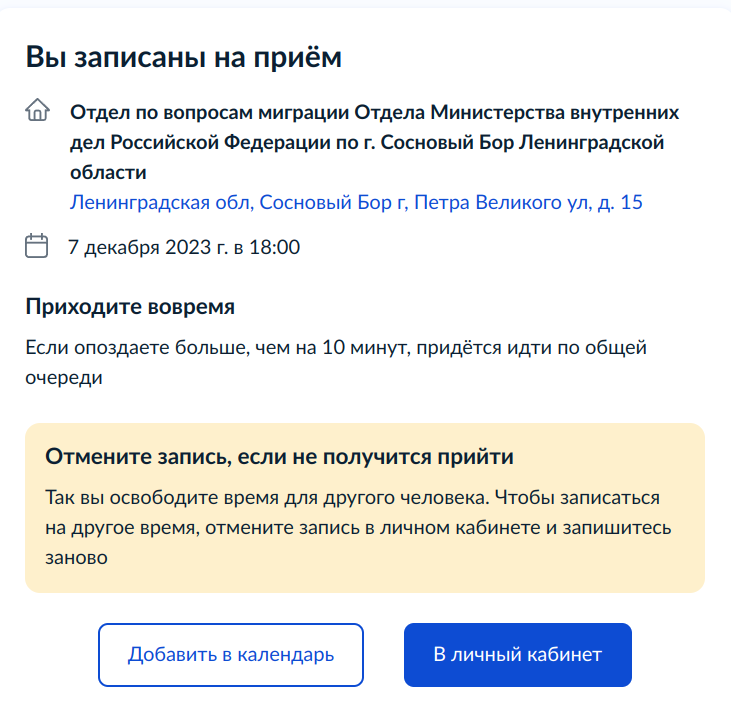 Вы записаны на приём
Отдел по вопросам миграции Отдела Министерства внутренних
дел Российской Федерации по г. Сосновый Бор Ленинградской
области
Ленинградская обл, Сосновый Бор г, Петра Великого ул, д. 15
7 декабря 2023 г. в 18:00
Приходите вовремя
Если опоздаете больше, чем на 10 минут, придётся идти по общей
очереди
Отмените запись, если не получится прийти
Так вы освободите время для другого человека. Чтобы записаться
на другое время, отмените запись в личном кабинете и запишитесь
заново
Добавить в календарь
В личный кабинет